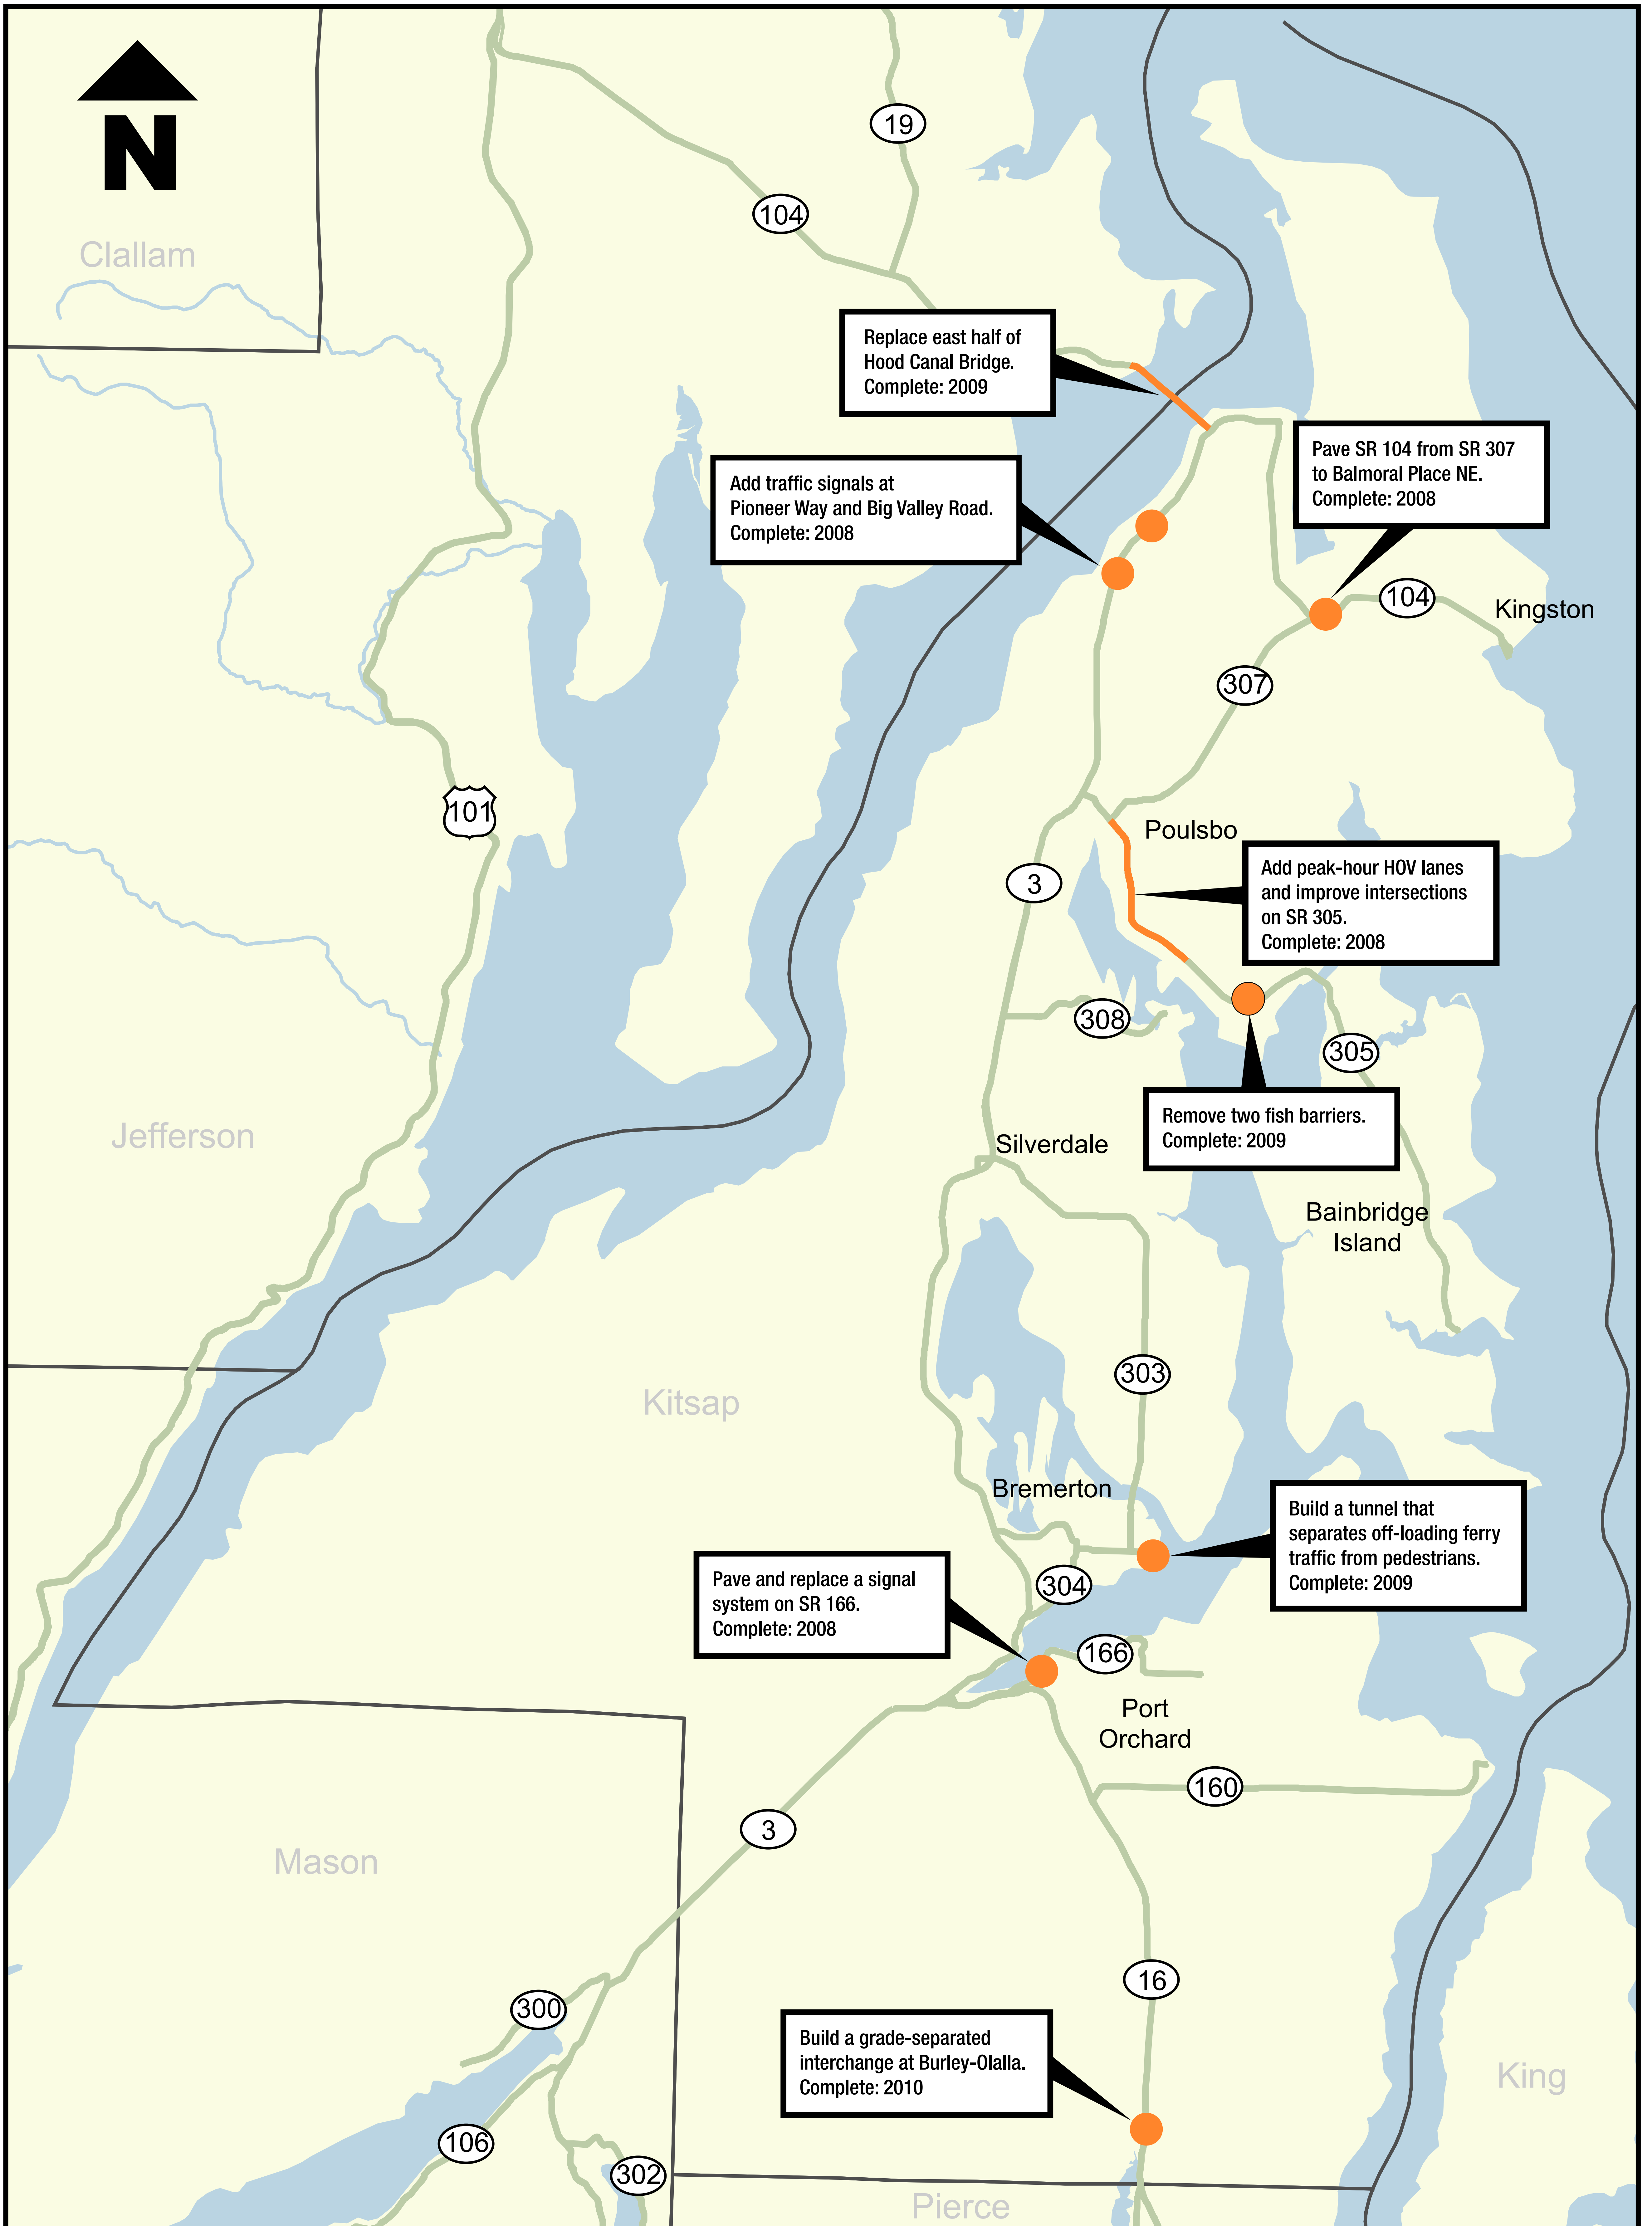 N
Clallam
19
104
Replace east half of
Hood Canal Bridge.
Complete: 2009
Pave SR 104 from SR 307
to Balmoral Place NE.
Complete: 2008
Add traffic signals at
Pioneer Way and Big Valley Road.
Complete: 2008
104
Kingston
307
101
Poulsbo
3
Add peak-hour HOV lanes
and improve intersections
on SR 305.
Complete: 2008
308
305
Jefferson
Silverdale
Remove two fish barriers.
Complete: 2009
Bainbridge
Island
303
Kitsap
Bremerton
Build a tunnel that
separates off-loading ferry
traffic from pedestrians.
Complete: 2009
304
Pave and replace a signal
system on SR 166.
Complete: 2008
166
Port
Orchard
160
3
Mason
16
300
Build a grade-separated
interchange at Burley-Olalla.
Complete: 2010
King
106
302
Pierce